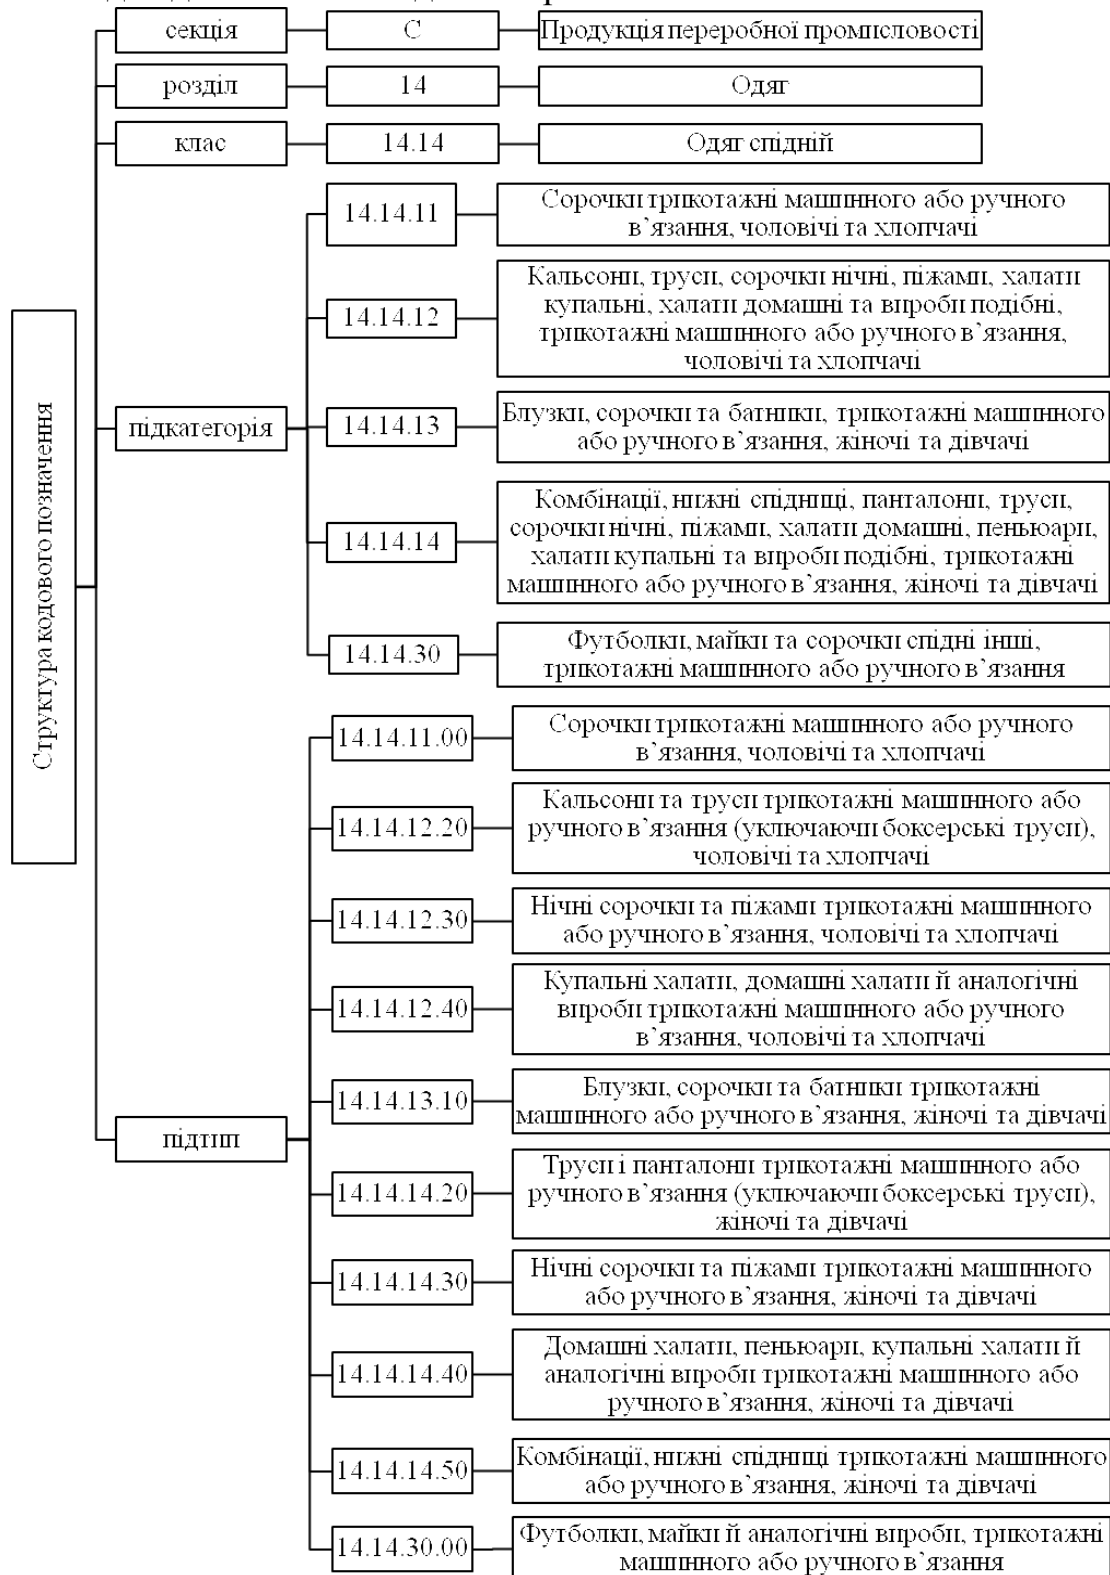 секція
С
Продукція переробної промисловості
розділ
14
Одяг
клас
14.14
Одяг спідній
14.14.11
Сорочки трикотажні машинного або ручного
в’язання, чоловічі та хлопчачі
14.14.12
Кальсони, труси, сорочки нічні, піжами, халати
купальні, халати домашні та вироби подібні,
трикотажні машинного або ручного в’язання,
чоловічі та хлопчачі
Структура кодового позначення
підкатегорія
14.14.13
Блузки, сорочки та батники, трикотажні машинного
або ручного в’язання, жіночі та дівчачі
14.14.14
Комбінації, нижні спідниці, панталони, труси,
сорочки нічні, піжами, халати домашні, пеньюари,
халати купальні та вироби подібні, трикотажні
машинного або ручного в’язання, жіночі та дівчачі
14.14.30
Футболки, майки та сорочки спідні інші,
трикотажні машинного або ручного в’язання
14.14.11.00
Сорочки трикотажні машинного або ручного
в’язання, чоловічі та хлопчачі
14.14.12.20
Кальсони та труси трикотажні машинного або
ручного в’язання (уключаючи боксерські труси),
чоловічі та хлопчачі
14.14.12.30
Нічні сорочки та піжами трикотажні машинного
або ручного в’язання, чоловічі та хлопчачі
14.14.12.40
Купальні халати, домашні халати й аналогічні
вироби трикотажні машинного або ручного
в’язання, чоловічі та хлопчачі
14.14.13.10
Блузки, сорочки та батники трикотажні
машинного або ручного в’язання, жіночі та дівчачі
підтип
14.14.14.20
Труси і панталони трикотажні машинного або
ручного в’язання (уключаючи боксерські труси),
жіночі та дівчачі
14.14.14.30
Нічні сорочки та піжами трикотажні машинного
або ручного в’язання, жіночі та дівчачі
14.14.14.40
Домашні халати, пеньюари, купальні халати й
аналогічні вироби трикотажні машинного або
ручного в’язання, жіночі та дівчачі
14.14.14.50
Комбінації, нижні спідниці трикотажні машинного
або ручного в’язання, жіночі та дівчачі
14.14.30.00
Футболки, майки й аналогічні вироби, трикотажні
машинного або ручного в’язання